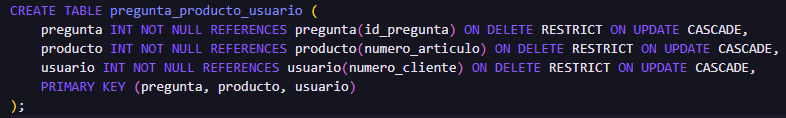 CREATE TABLE pregunta_producto_usuario (
    pregunta INT NOT NULL REFERENCES pregunta(id_pregunta) ON DELETE RESTRICT ON UPDATE CASCADE,
    producto INT NOT NULL REFERENCES producto(numero_articulo) ON DELETE RESTRICT ON UPDATE CASCADE,
    usuario INT NOT NULL REFERENCES usuario(numero_cliente) ON DELETE RESTRICT ON UPDATE CASCADE,
    PRIMARY KEY (pregunta, producto, usuario)
);